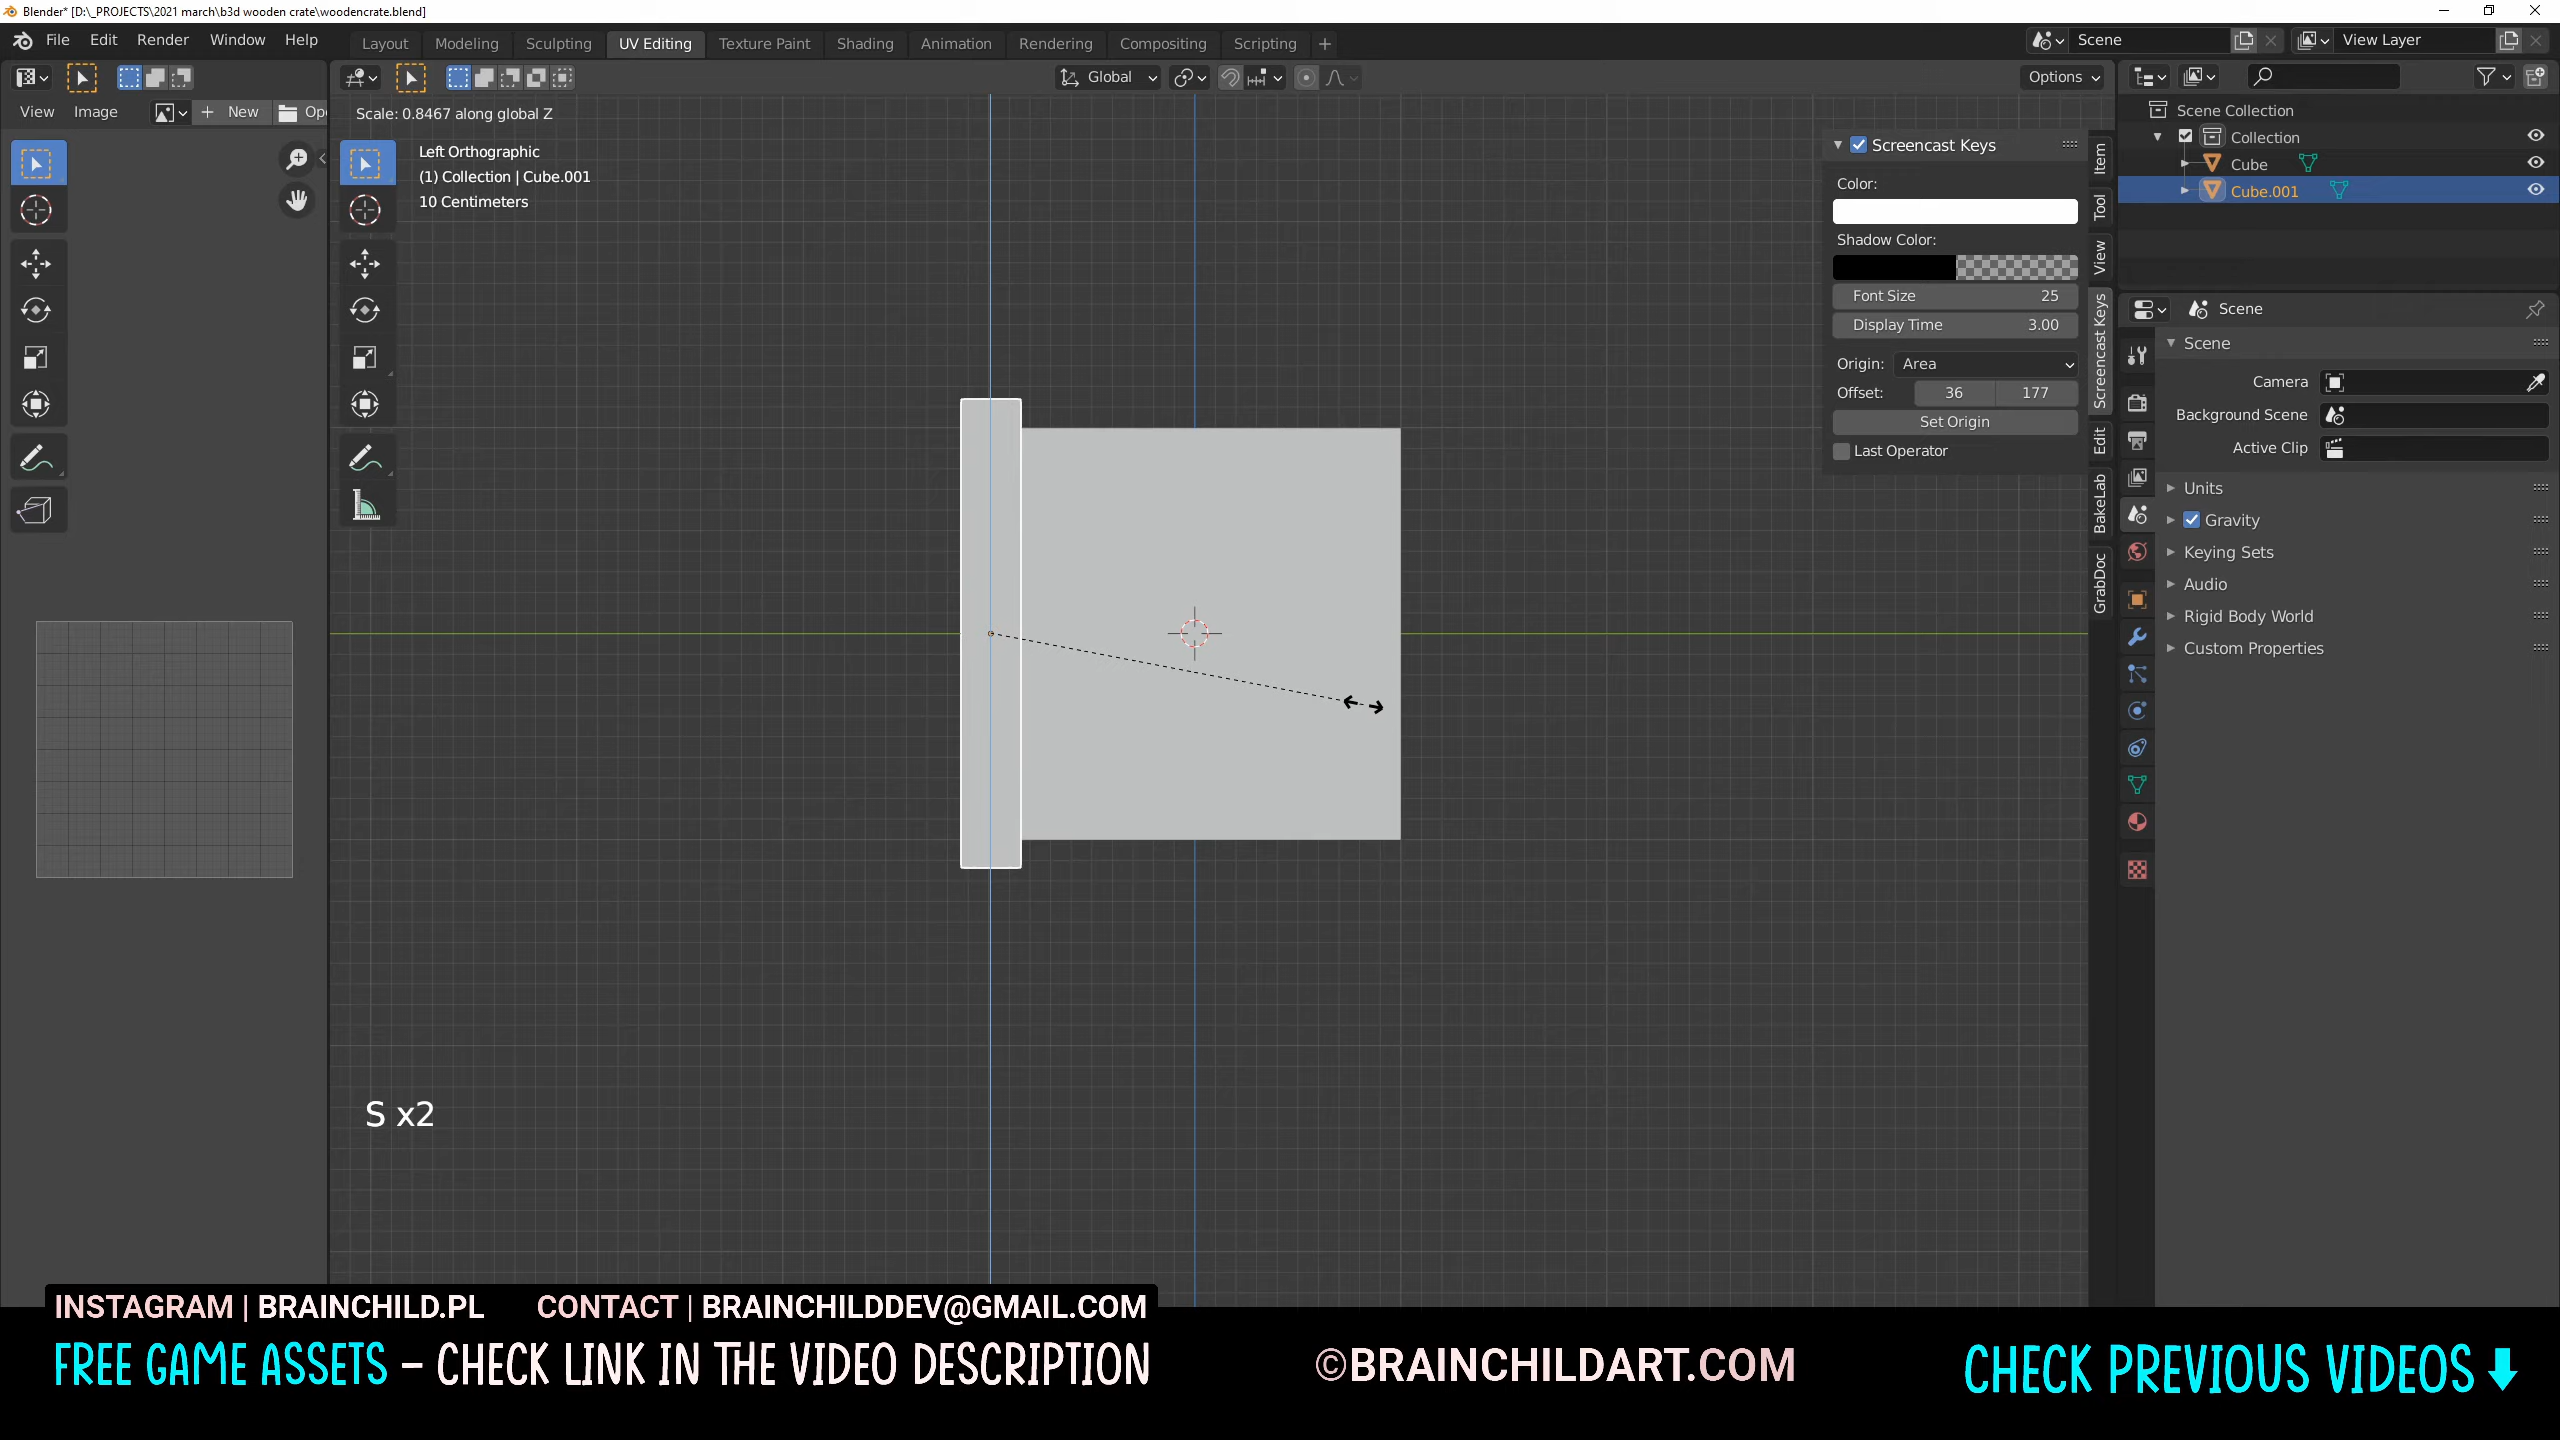 Blender* [D:\_PROJECTS\2021 march\b3d wooden crate\woodencrate.blend]
File Edit Render Window Help
Layout Modeling Sculpting UV Editing Texture Paint Shading Animation Rendering Compositing Scripting +
Scene
View Layer
Global
Options
View Image
New
Op
Scale: 0.8467 along global Z
Left Orthographic
(1) Collection | Cube.001
10 Centimeters
Screencast Keys
Color:
Shadow Color:
Font Size 25
Display Time 3.00
Origin: Area
Offset: 36 177
Set Origin
Last Operator
Item
Tool
View
Screencast Keys
Edit
BakeLab
GrabDoc
Scene Collection
Collection
Cube
Cube.001
Scene
Scene
Camera
Background Scene
Active Clip
Units
Gravity
Keying Sets
Audio
Rigid Body World
Custom Properties
S x2
INSTAGRAM | BRAINCHILD.PL CONTACT | BRAINCHILDDEV@GMAIL.COM
FREE GAME ASSETS – CHECK LINK IN THE VIDEO DESCRIPTION
©BRAINCHILDART.COM
CHECK PREVIOUS VIDEOS